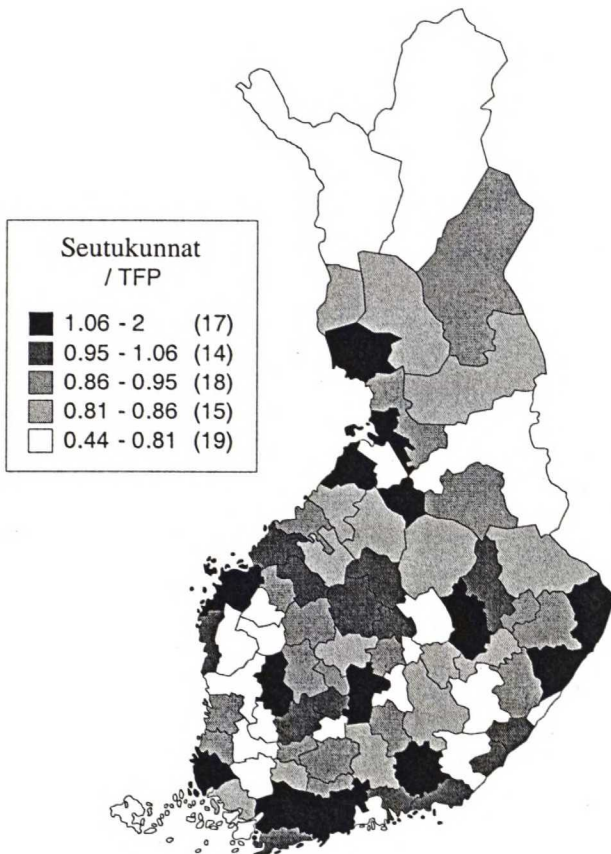 Seutukunnat
/ TFP
1.06 - 2 (17)
0.95 - 1.06 (14)
0.86 - 0.95 (18)
0.81 - 0.86 (15)
0.44 - 0.81 (19)